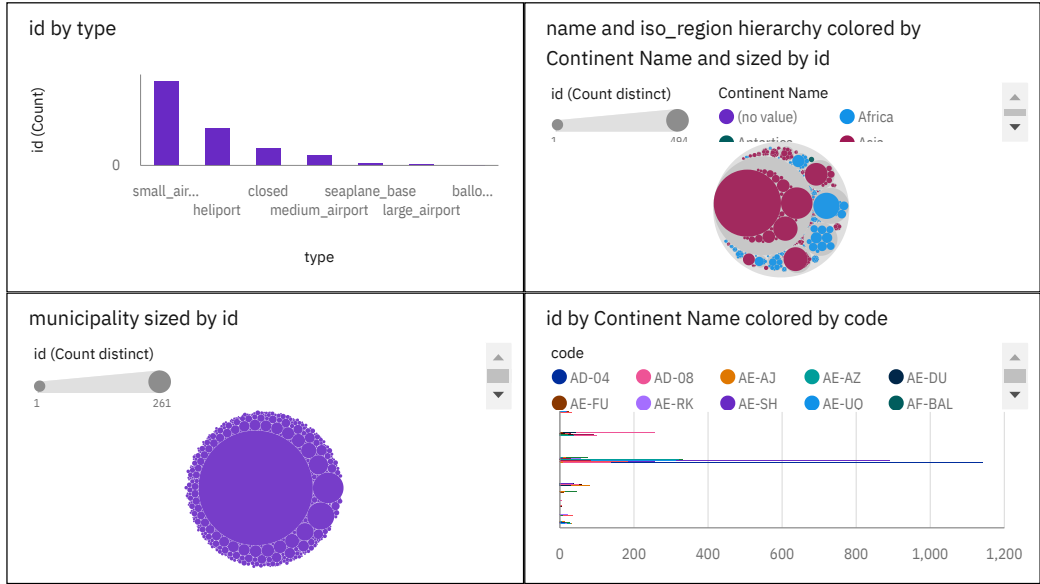 id by type
id (Count)
0
small_air...
closed
seaplane_base
ballo...
heliport
medium_airport
large_airport
type
name and iso_region hierarchy colored by
Continent Name and sized by id
id (Count distinct)
1
494
Continent Name
(no value)
Africa
Antarctica
Asia
municipality sized by id
id (Count distinct)
1
261
id by Continent Name colored by code
code
AD-04
AD-08
AE-AJ
AE-AZ
AE-DU
AE-FU
AE-RK
AE-SH
AE-UQ
AF-BAL
0
200
400
600
800
1,000
1,200